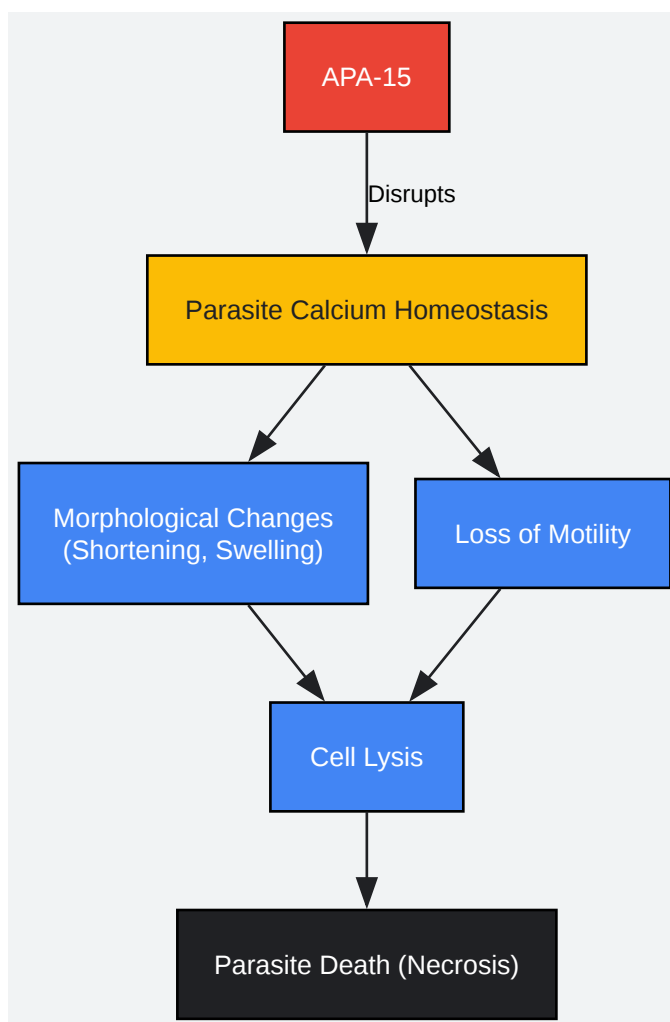 APA-15
Disrupts
Parasite Calcium Homeostasis
Morphological Changes
(Shortening, Swelling)
Loss of Motility
Cell Lysis
Parasite Death (Necrosis)